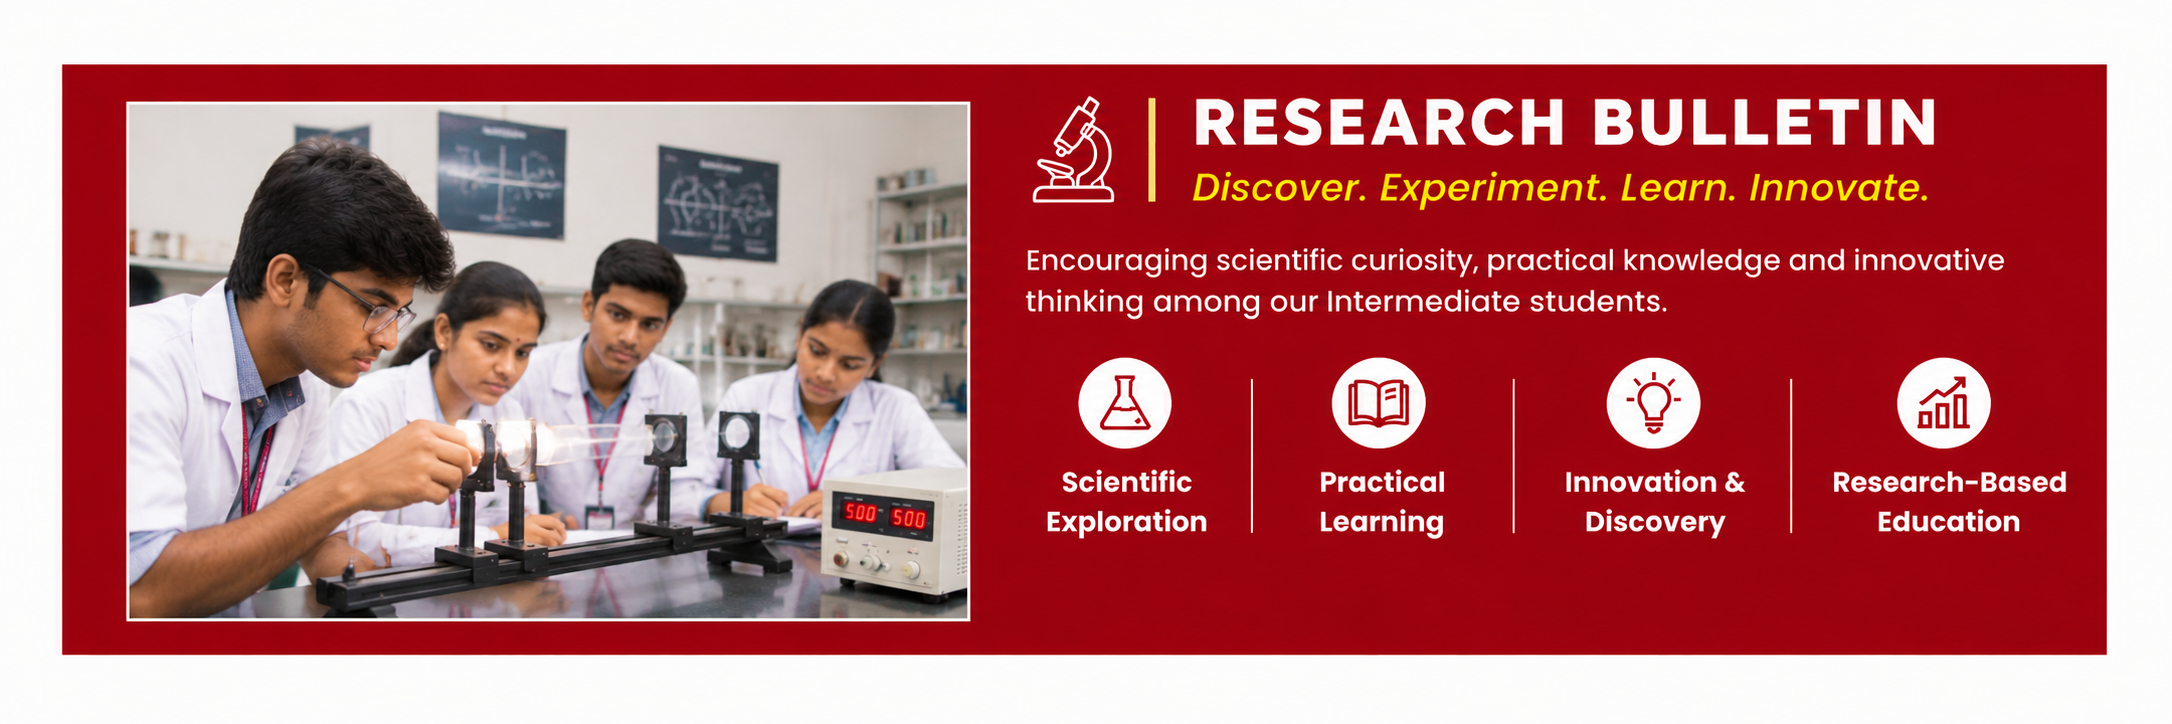 RESEARCH BULLETIN
Discover. Experiment. Learn. Innovate.
Encouraging scientific curiosity, practical knowledge and innovative
thinking among our Intermediate students.
Scientific
Exploration
Practical
Learning
Innovation &
Discovery
Research-Based
Education
500 500